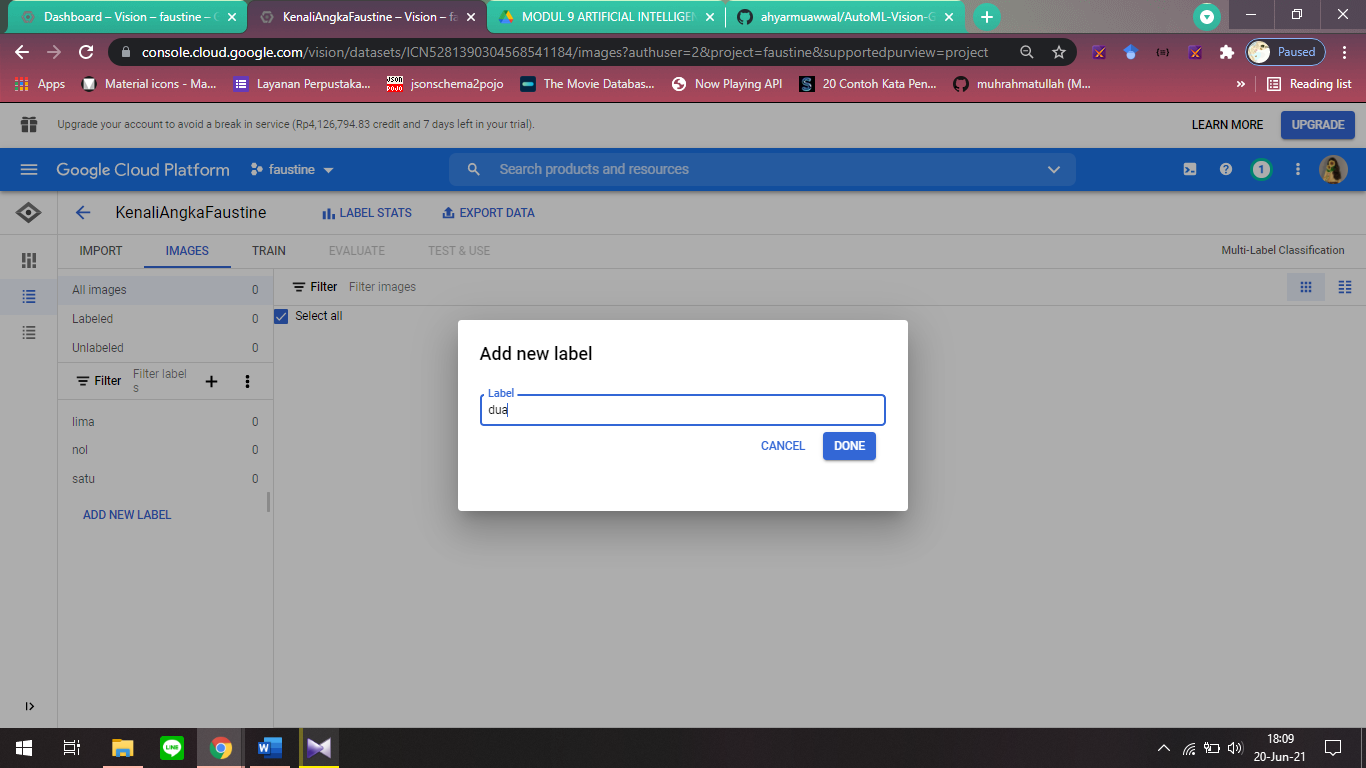 Dashboard – Vision – faustine – G
KenaliAngkaFaustine – Vision – fa
MODUL 9 ARTIFICIAL INTELLIGEN
ahyarmuawwal/AutoML-Vision-G
console.cloud.google.com/vision/datasets/ICN5281390304568541184/images?authuser=2&project=faustine&supportedpurview=project
Paused
Apps
Material icons - Ma...
Layanan Perpustaka...
jsonschema2pojo
The Movie Databas...
Now Playing API
20 Contoh Kata Pen...
muhrahmatullah (M...
»
Reading list
Upgrade your account to avoid a break in service (Rp4,126,794.83 credit and 7 days left in your trial).
LEARN MORE
UPGRADE
Google Cloud Platform
faustine
Search products and resources
1
KenaliAngkaFaustine
LABEL STATS
EXPORT DATA
IMPORT
IMAGES
TRAIN
EVALUATE
TEST & USE
Multi-Label Classification
All images 0
Labeled 0
Unlabeled 0
Filter
Filter images
Select all
Filter
Filter label
s
lima 0
nol 0
satu 0
ADD NEW LABEL
Add new label
Label
dua
CANCEL
DONE
LINE
18:09
20-Jun-21